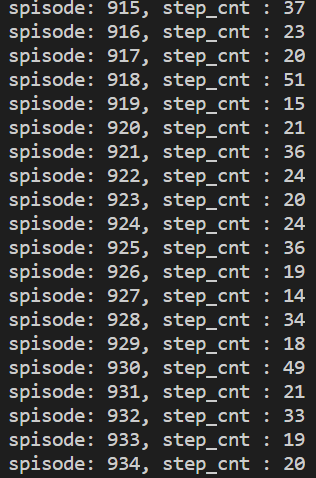 spisode: 915, step_cnt : 37
spisode: 916, step_cnt : 23
spisode: 917, step_cnt : 20
spisode: 918, step_cnt : 51
spisode: 919, step_cnt : 15
spisode: 920, step_cnt : 21
spisode: 921, step_cnt : 36
spisode: 922, step_cnt : 24
spisode: 923, step_cnt : 20
spisode: 924, step_cnt : 24
spisode: 925, step_cnt : 36
spisode: 926, step_cnt : 19
spisode: 927, step_cnt : 14
spisode: 928, step_cnt : 34
spisode: 929, step_cnt : 18
spisode: 930, step_cnt : 49
spisode: 931, step_cnt : 21
spisode: 932, step_cnt : 33
spisode: 933, step_cnt : 19
spisode: 934, step_cnt : 20